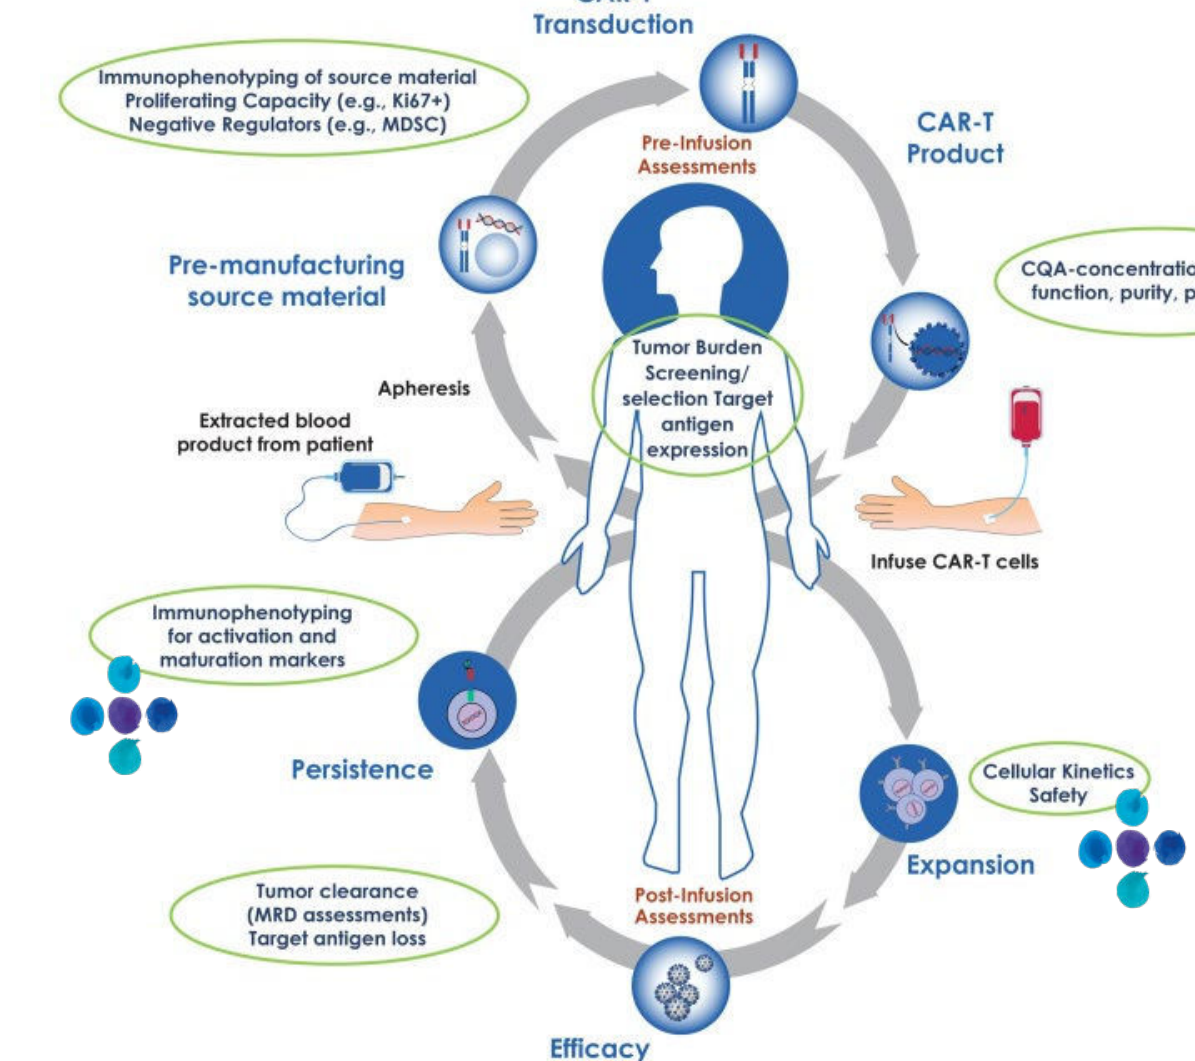 Transduction
Immunophenotyping of source material
Proliferating Capacity (e.g., Ki67+)
Negative Regulators (e.g., MDSC)
Pre-Infusion
Assessments
CAR-T
Product
Pre-manufacturing
source material
function, purity,
Tumor Burden
Screening/
selection Target
antigen
expression
Apheresis
Extracted blood
product from patient
Infuse CAR-T cells
Immunophenotyping
for activation and
maturation markers
Persistence
Cellular Kinetics
Safety
Expansion
Tumor clearance
(MRD assessments)
Target antigen loss
Post-Infusion
Assessments
Efficacy